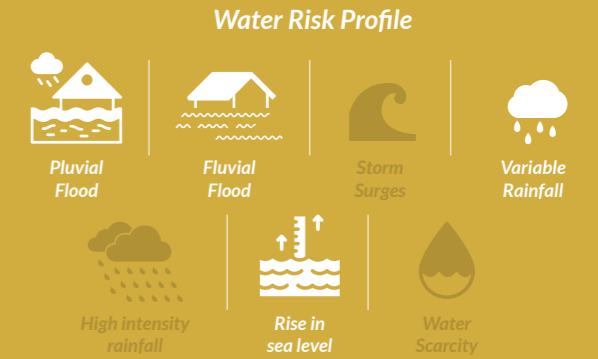 Water Risk Profile
Pluvial
Flood
Fluvial
Flood
Storm
Surges
Variable
Rainfall
High intensity
rainfall
Rise in
sea level
Water
Scarcity